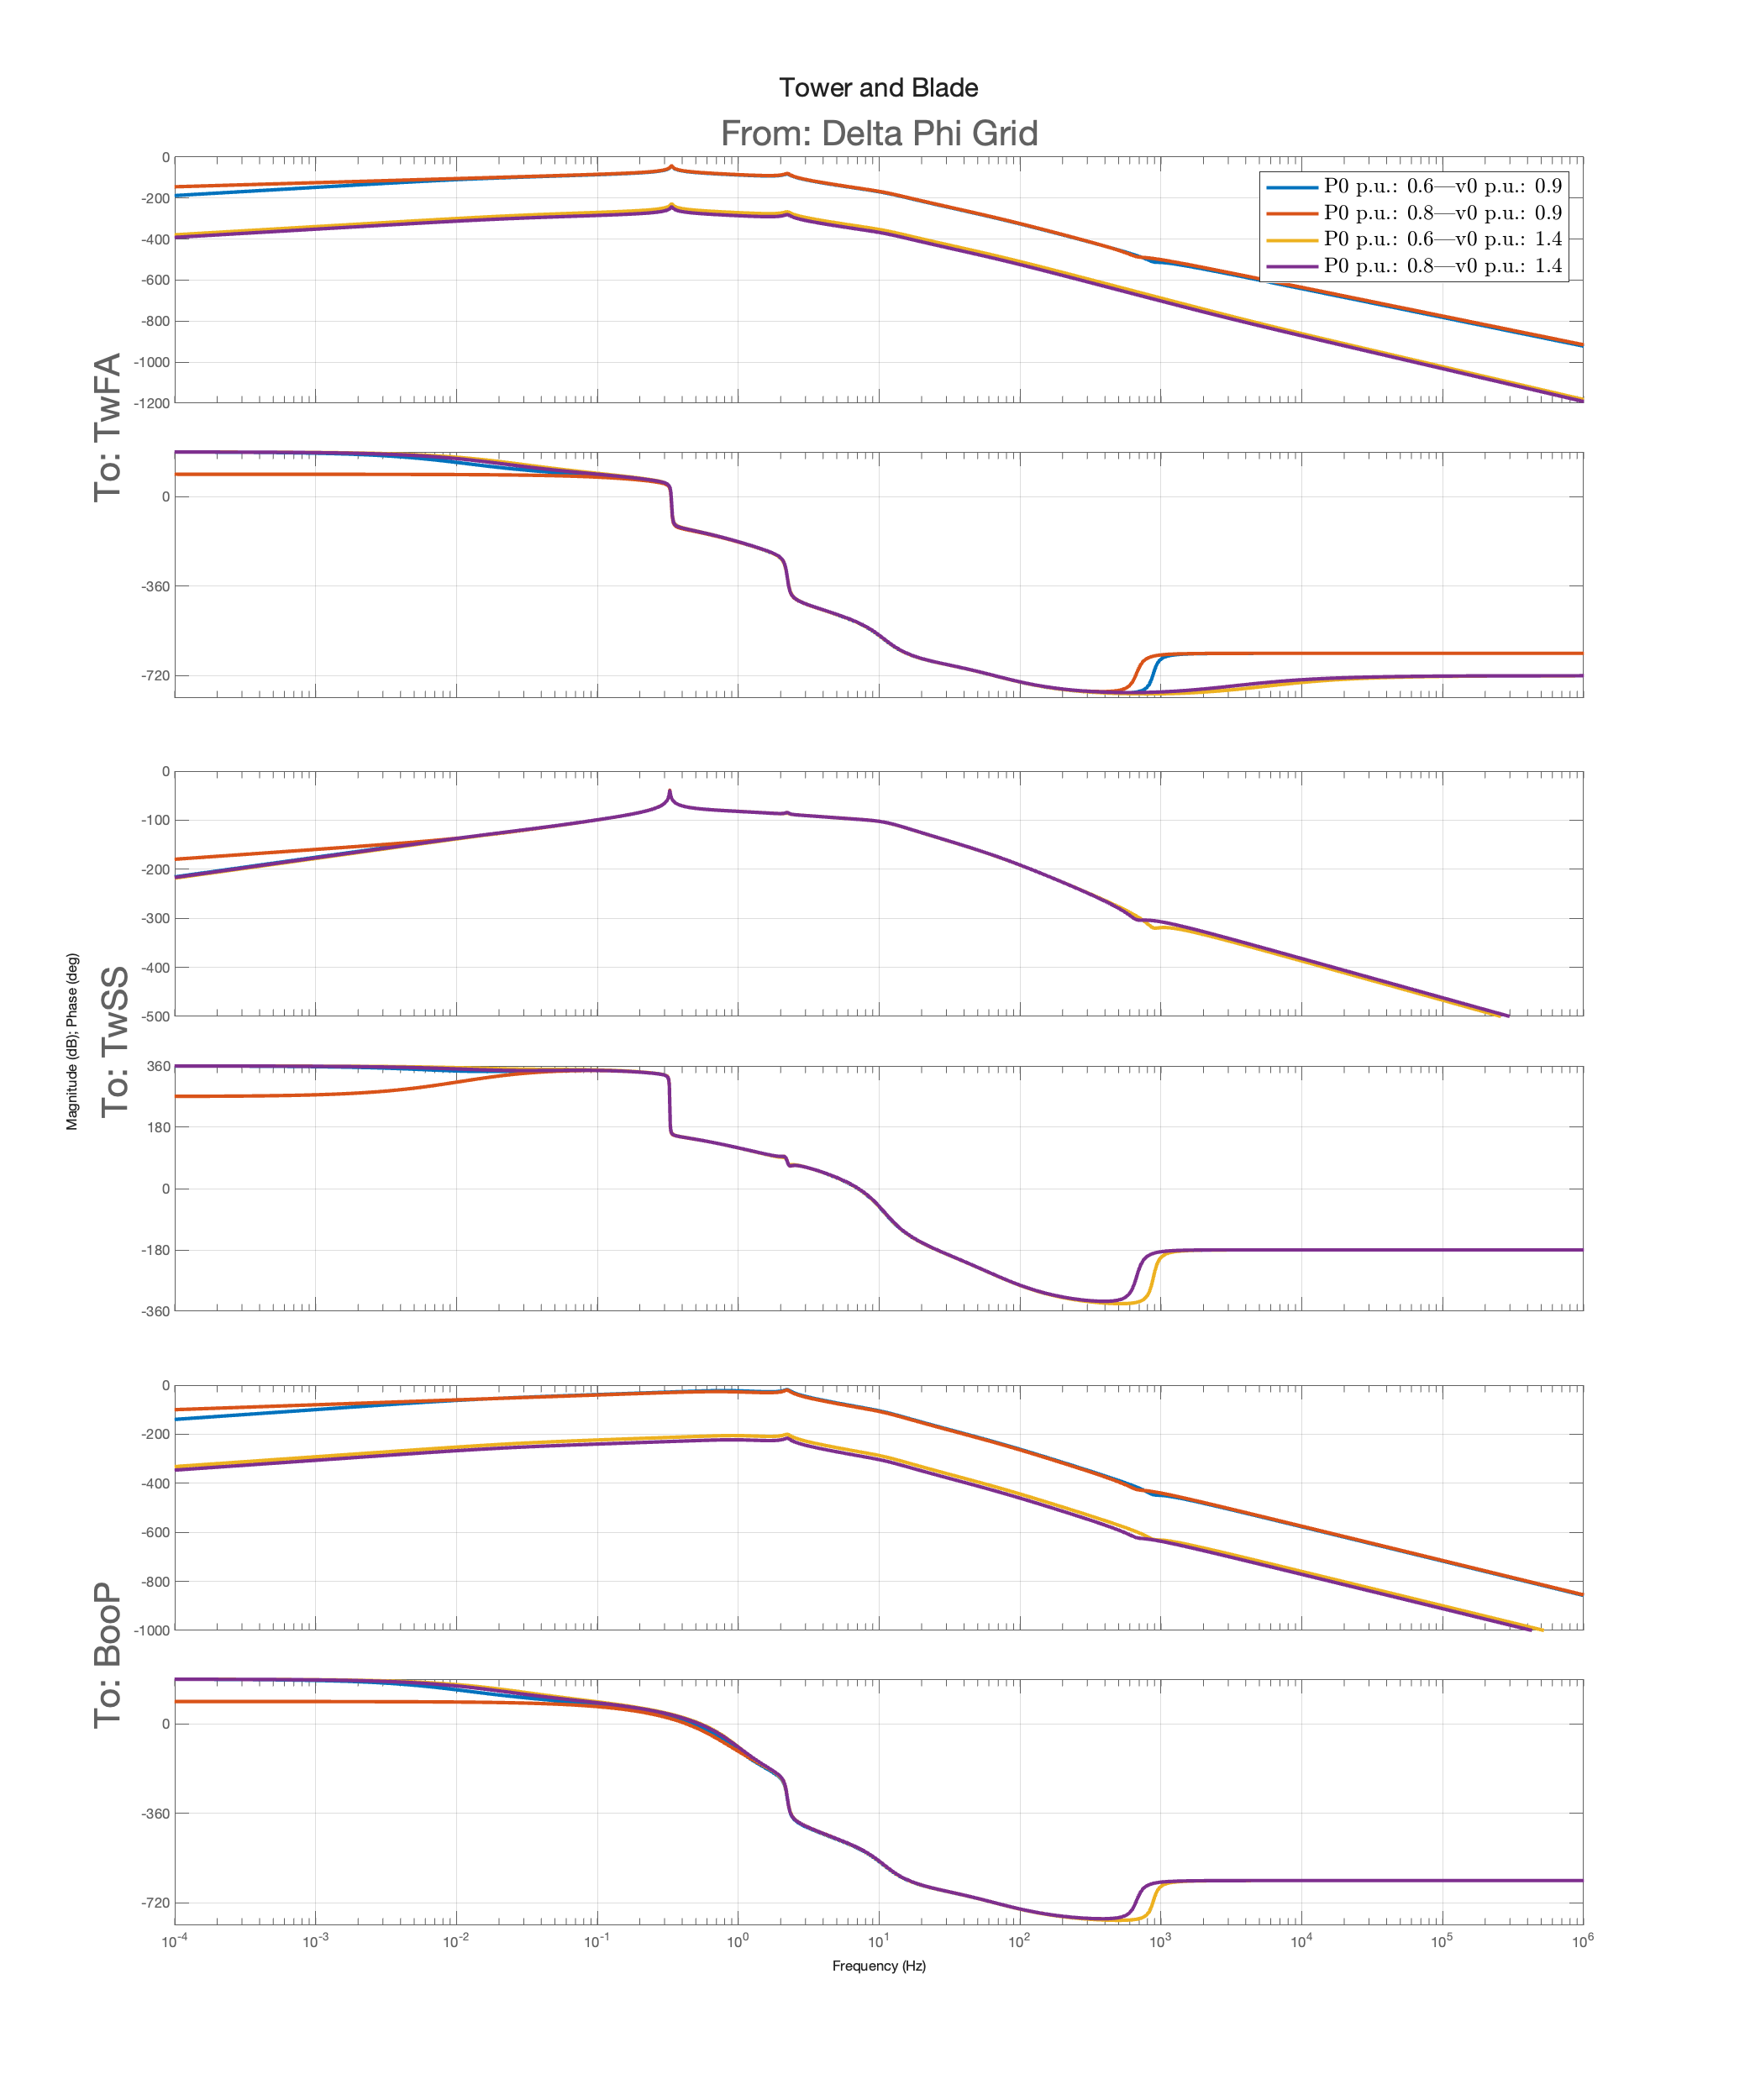 Tower and Blade
From: Delta Phi Grid
P0 p.u.: 0.6—v0 p.u.: 0.9
P0 p.u.: 0.8—v0 p.u.: 0.9
P0 p.u.: 0.6—v0 p.u.: 1.4
P0 p.u.: 0.8—v0 p.u.: 1.4
Magnitude (dB); Phase (deg)
To: TwFA
0
-200
-400
-600
-800
-1000
-1200
0
-360
-720
To: TwSS
0
-100
-200
-300
-400
-500
360
180
0
-180
-360
To: BooP
0
-200
-400
-600
-800
-1000
0
-360
-720
10⁻⁴ 10⁻³ 10⁻² 10⁻¹ 10⁰ 10¹ 10² 10³ 10⁴ 10⁵ 10⁶
Frequency (Hz)